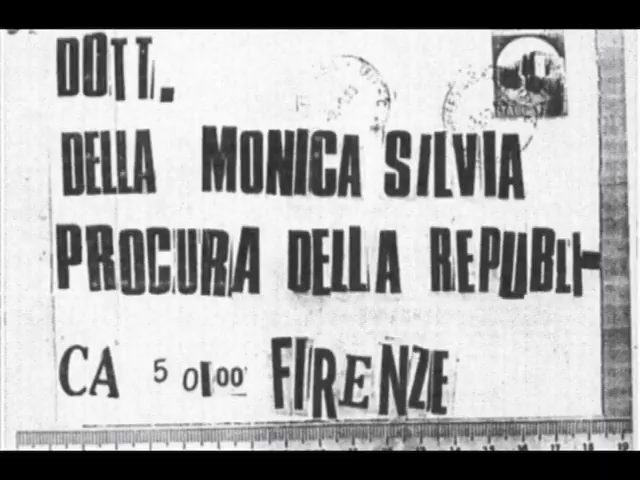 DOTT.
DELLA MONICA SILVIA
PROCURA DELLA REPUBLI-
CA 50100 FIRENZE